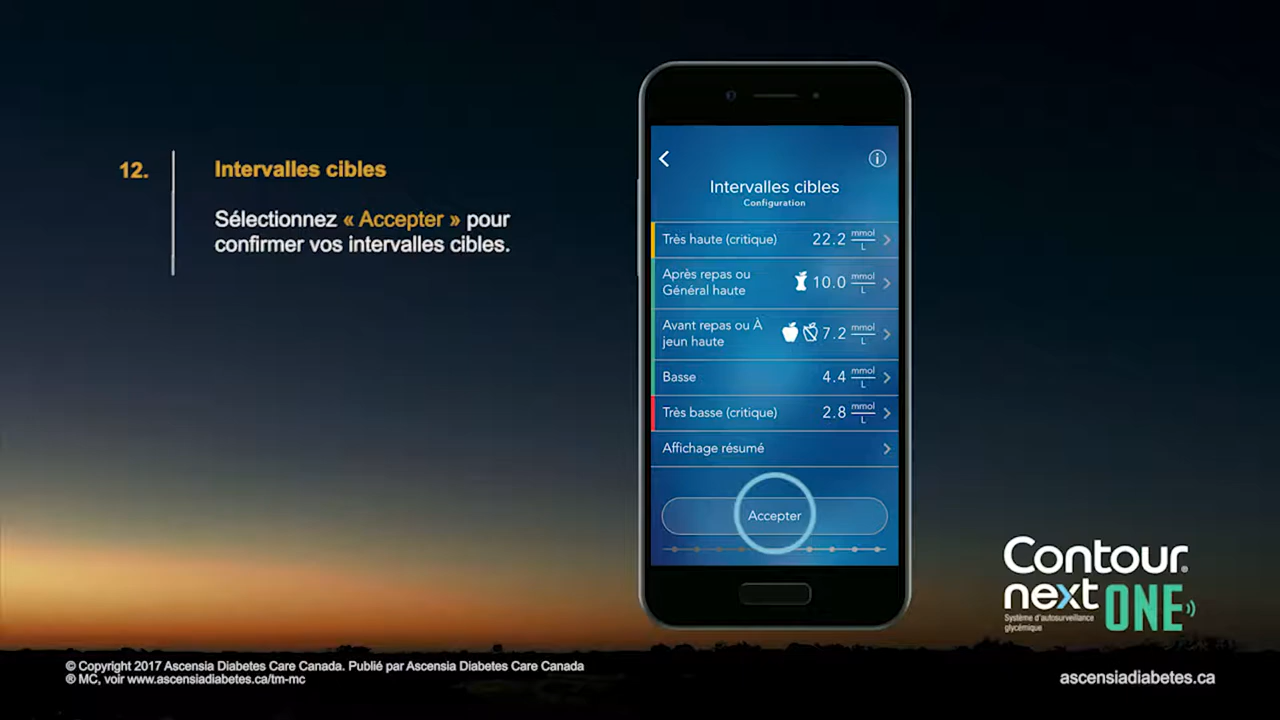 12.
Intervalles cibles
Sélectionnez « Accepter » pour
confirmer vos intervalles cibles.
i
Intervalles cibles
Configuration
Très haute (critique) 22.2 mmol/L
Après repas ou
Général haute 10.0 mmol/L
Avant repas ou À
jeun haute 7.2 mmol/L
Basse 4.4 mmol/L
Très basse (critique) 2.8 mmol/L
Affichage résumé
Accepter
Contour®
next ONE
Système d'autosurveillance
glycémique
© Copyright 2017 Ascensia Diabetes Care Canada. Publié par Ascensia Diabetes Care Canada
® MC, voir www.ascensiadiabetes.ca/tm-mc
ascensiadiabetes.ca